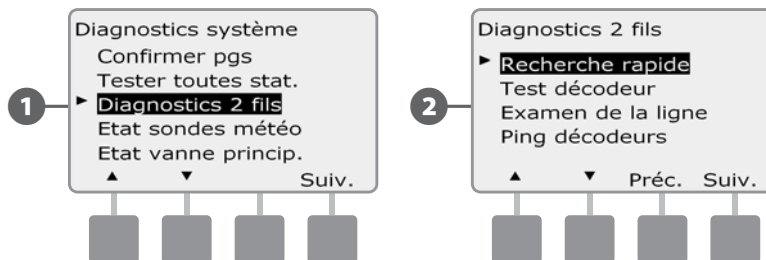 Diagnostics système
Confirmer pgs
Tester toutes stat.
1
► Diagnostics 2 fils
Etat sondes météo
Etat vanne princip.
▲ ▼ Suiv.
Diagnostics 2 fils
► Recherche rapide
Test décodeur
2
Examen de la ligne
Ping décodeurs
▲ ▼ Préc. Suiv.